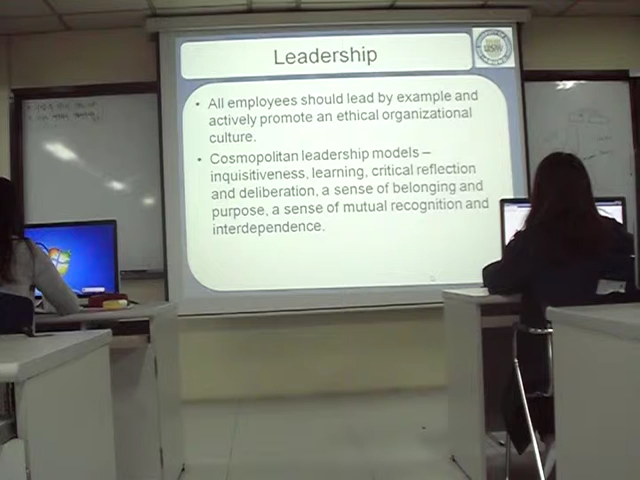 Leadership
• All employees should lead by example and
actively promote an ethical organizational
culture.
• Cosmopolitan leadership models –
inquisitiveness, learning, critical reflection
and deliberation, a sense of belonging and
purpose, a sense of mutual recognition and
interdependence.